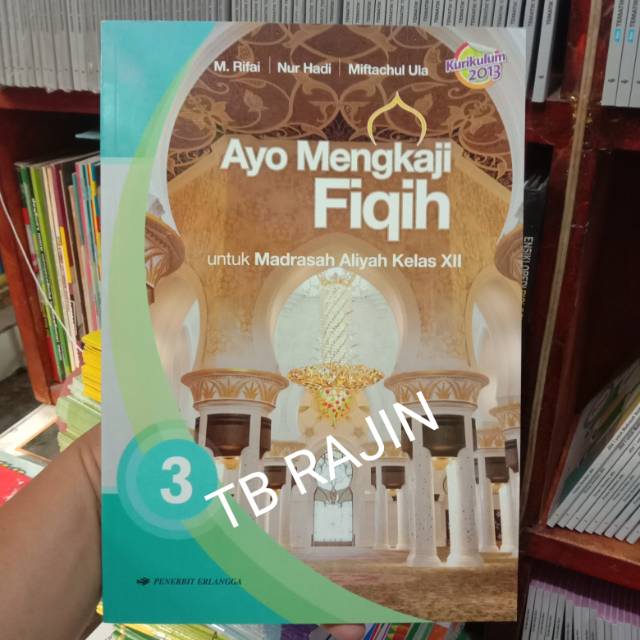 M. Rifai | Nur Hadi | Miftachul Ula
Kurikulum
2013
Ayo Mengkaji
Fiqih
untuk Madrasah Aliyah Kelas XII
3
TB RAJIN
PENERBIT ERLANGGA